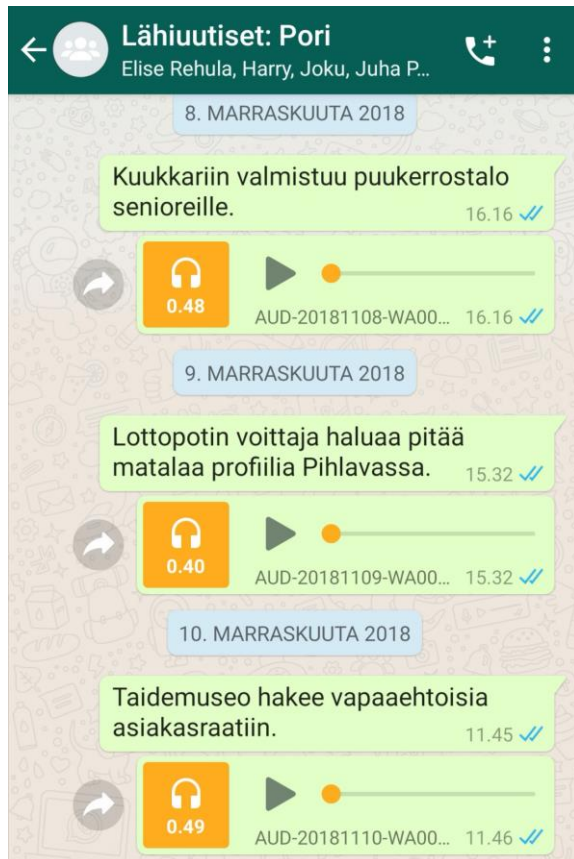 Lähiuutiset: Pori
Elise Rehula, Harry, Joku, Juha P...
8. MARRASKUUTA 2018
Kuukkariin valmistuu puukerrostalo
senioreille.
16.16
0.48
AUD-20181108-WA00... 16.16
9. MARRASKUUTA 2018
Lottopotin voittaja haluaa pitää
matalaa profiilia Pihlavassa.
15.32
0.40
AUD-20181109-WA00... 15.32
10. MARRASKUUTA 2018
Taidemuseo hakee vapaaehtoisia
asiakasraatiin.
11.45
0.49
AUD-20181110-WA00... 11.46